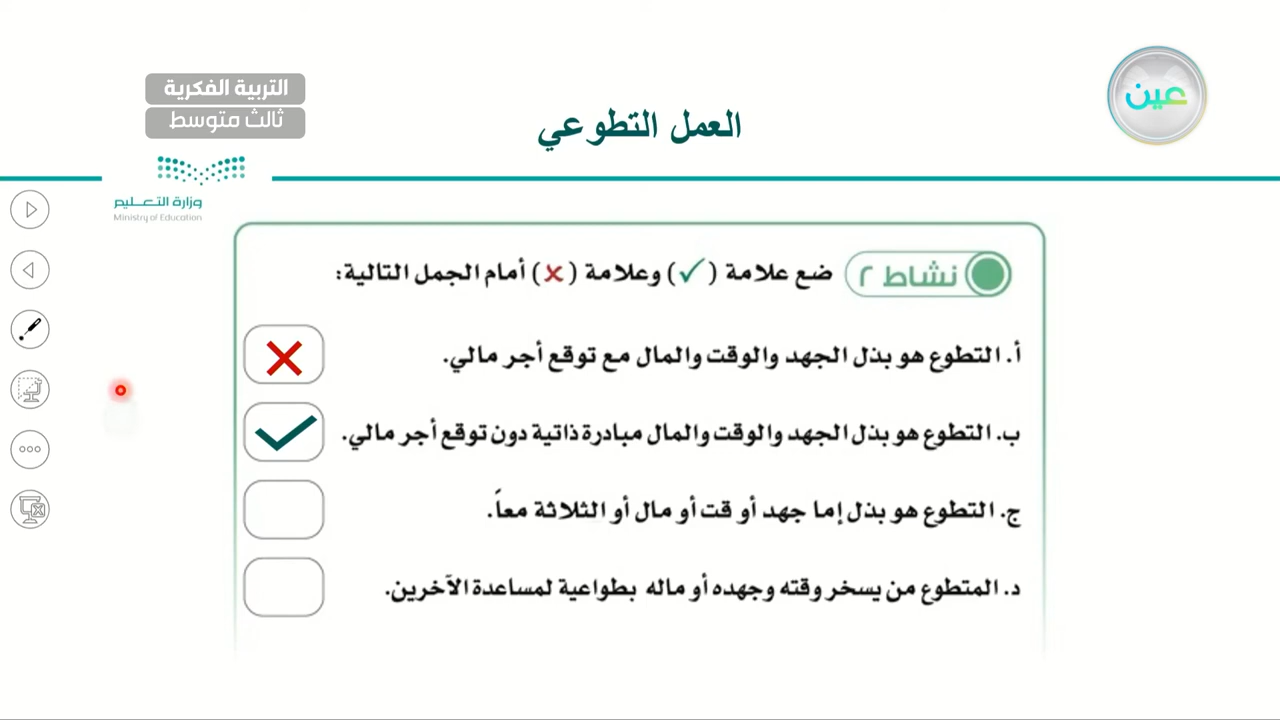 عين
التربية الفكرية
ثالث متوسط
العمل التطوعي
وزارة التعليم
Ministry of Education
نشاط ٢ ضع علامة (✓) وعلامة (✗) أمام الجمل التالية:
أ. التطوع هو بذل الجهد والوقت والمال مع توقع أجر مالي. ✗
ب. التطوع هو بذل الجهد والوقت والمال مبادرة ذاتية دون توقع أجر مالي. ✓
ج. التطوع هو بذل إما جهد أو قت أو مال أو الثلاثة معاً.
د. المتطوع من يسخر وقته وجهده أو ماله بطواعية لمساعدة الآخرين.